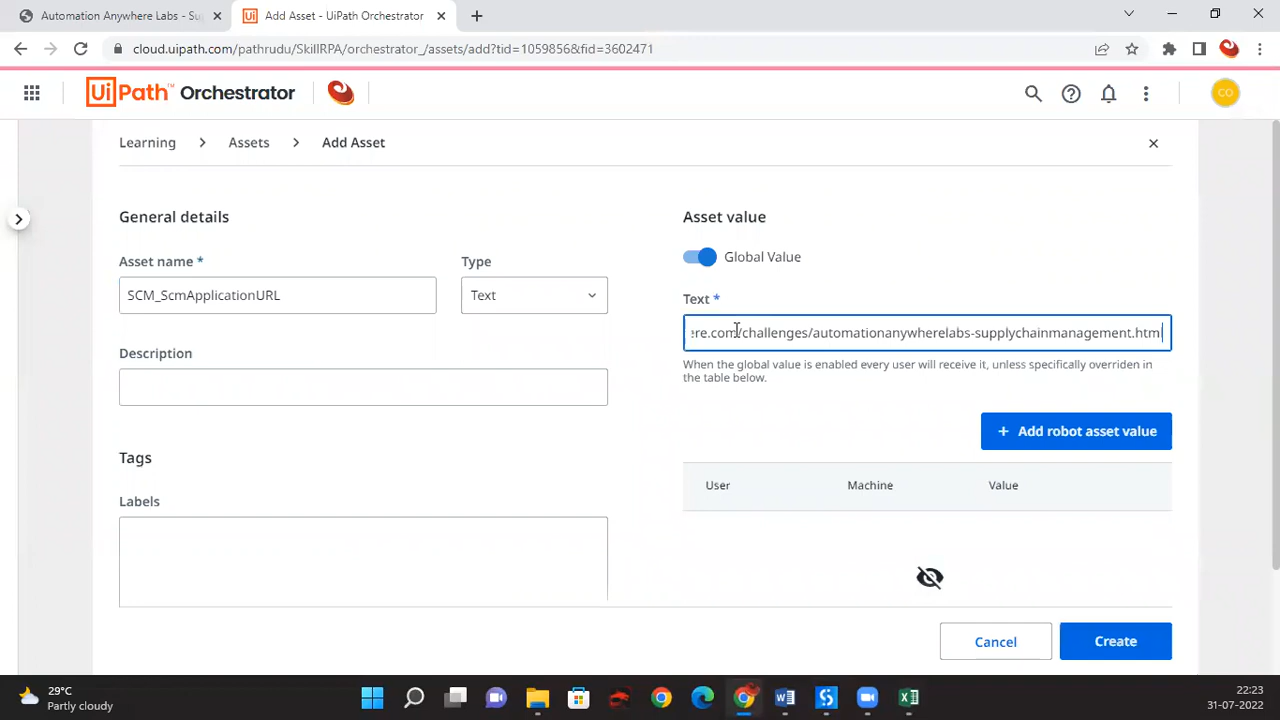 Automation Anywhere Labs - Su
Add Asset - UiPath Orchestrator
cloud.uipath.com/pathrudu/SkillRPA/orchestrator_/assets/add?tid=1059856&fid=3602471
UiPath™ Orchestrator
CO
Learning > Assets > Add Asset
General details
Asset value
Global Value
Asset name *
Type
SCM_ScmApplicationURL
Text
Text *
ere.com/challenges/automationanywherelabs-supplychainmanagement.html
When the global value is enabled every user will receive it, unless specifically overriden in
the table below.
Description
+ Add robot asset value
Tags
User Machine Value
Labels
Cancel
Create
29°C
Partly cloudy
22:23
31-07-2022